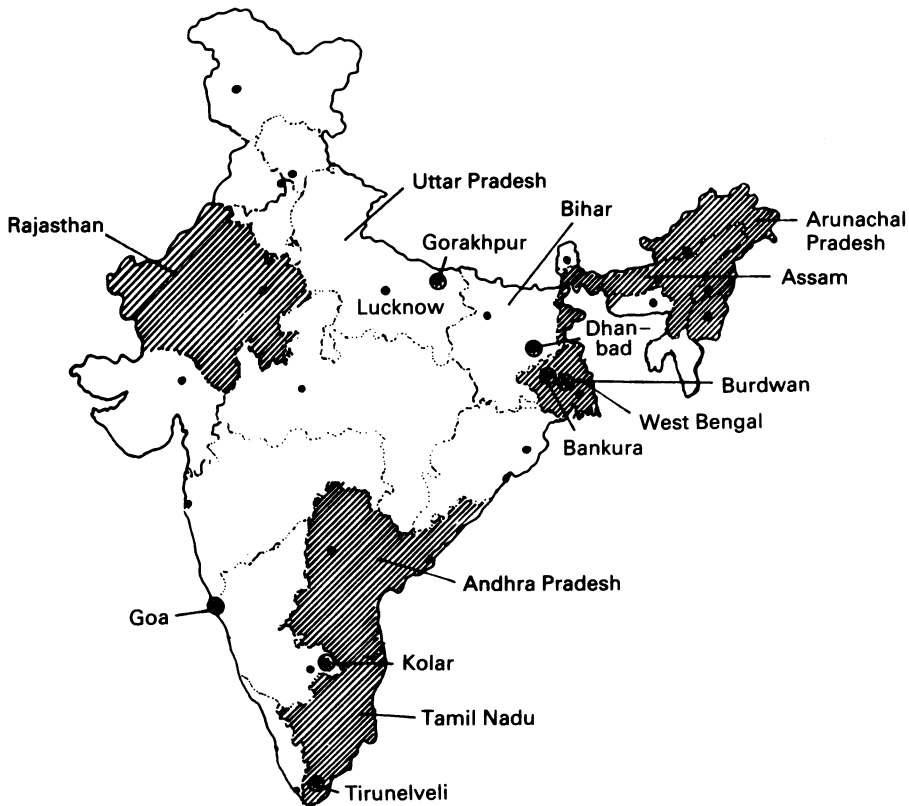 Uttar Pradesh
Bihar
Rajasthan
Arunachal
Pradesh
Gorakhpur
Assam
Lucknow
Dhan–
bad
Burdwan
West Bengal
Bankura
Andhra Pradesh
Goa
Kolar
Tamil Nadu
Tirunelveli